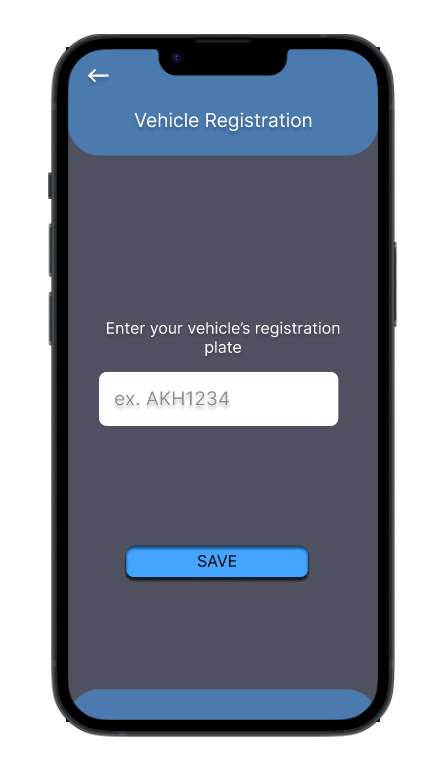 Vehicle Registration
Enter your vehicle’s registration
plate
ex. AKH1234
SAVE